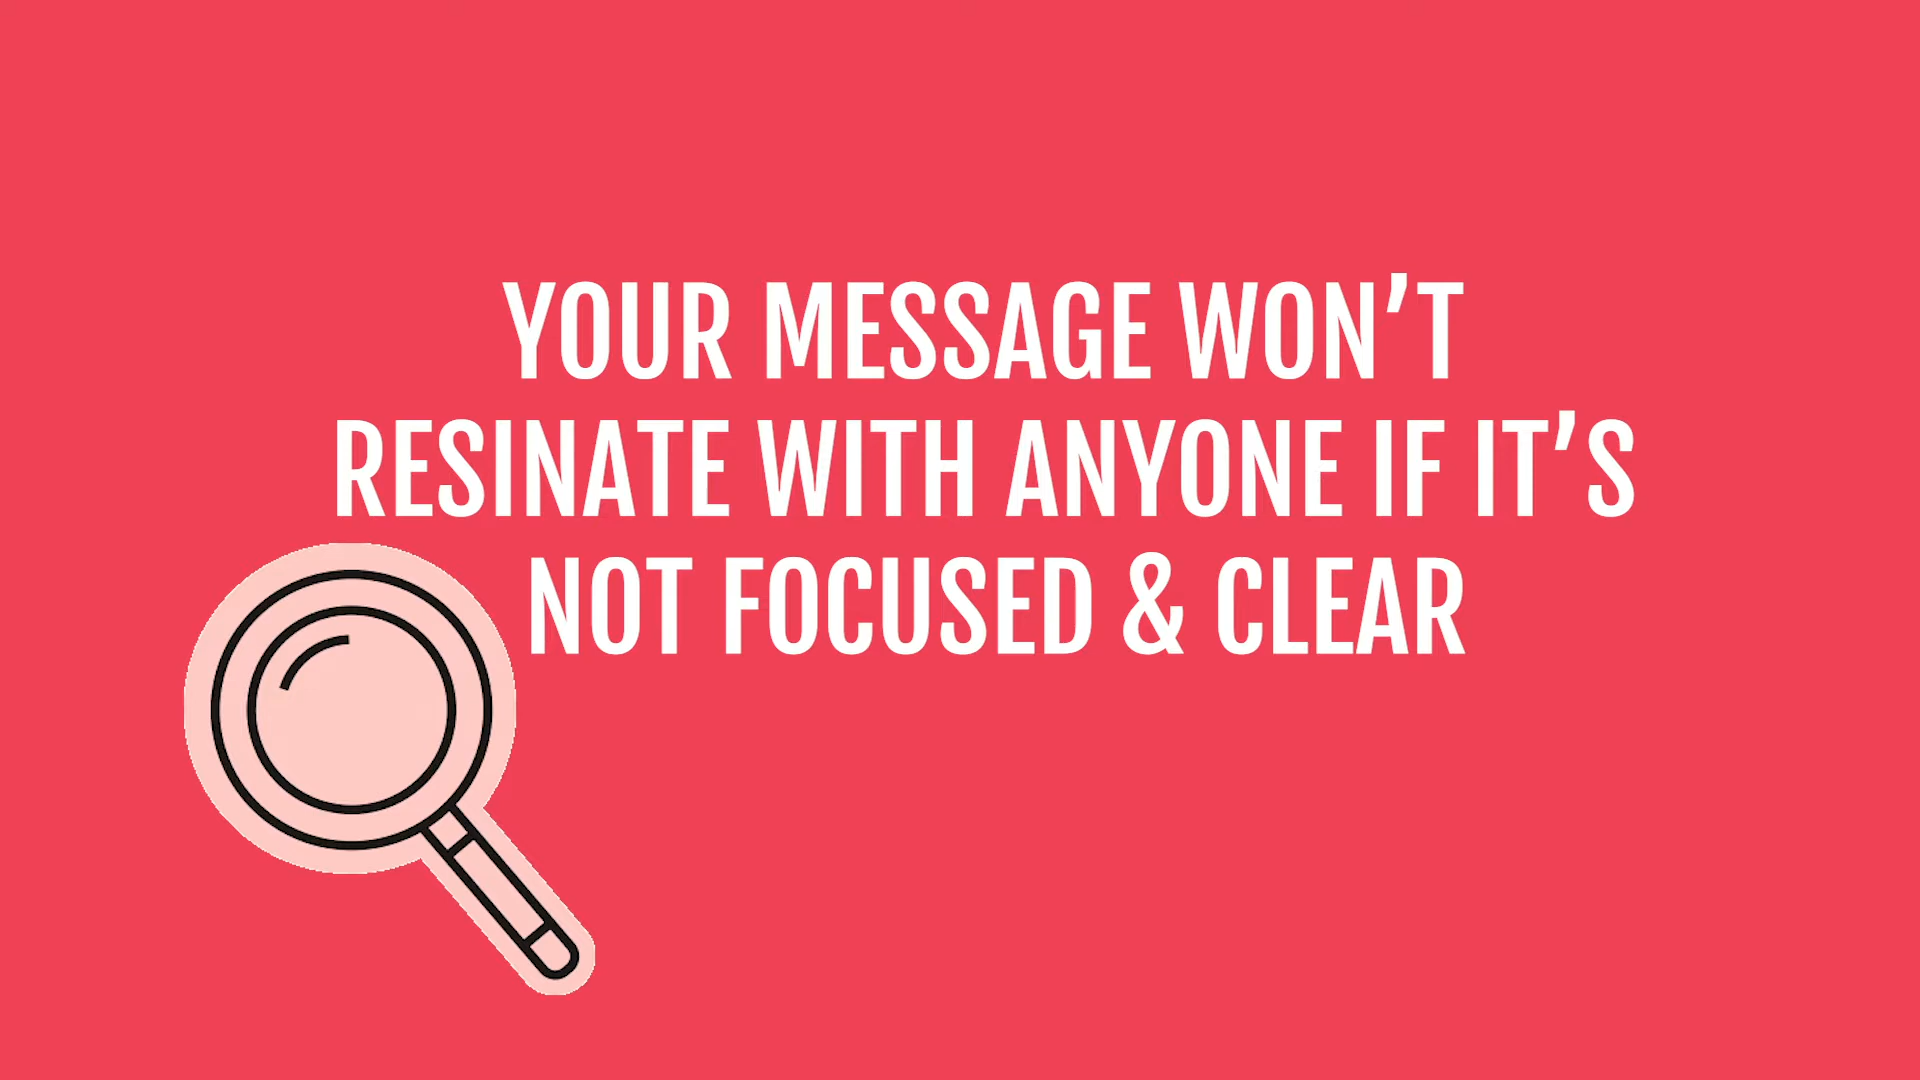 YOUR MESSAGE WON’T
RESINATE WITH ANYONE IF IT’S
NOT FOCUSED & CLEAR